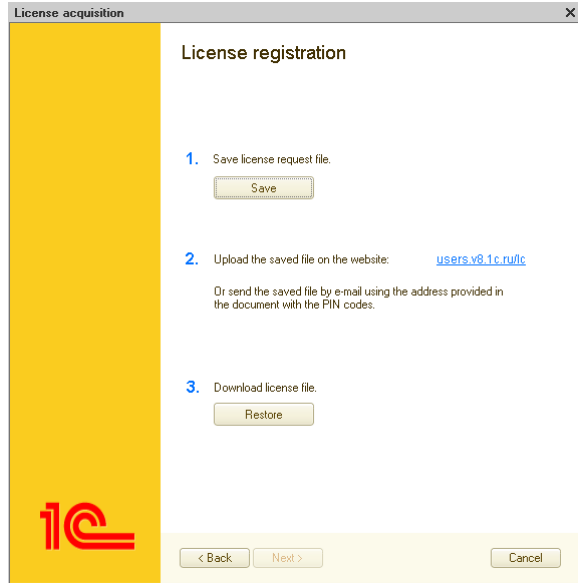 License acquisition
License registration
1. Save license request file.
Save
2. Upload the saved file on the website: users.v8.1c.ru/lc
Or send the saved file by e-mail using the address provided in
the document with the PIN codes.
3. Download license file.
Restore
1C
< Back Next > Cancel